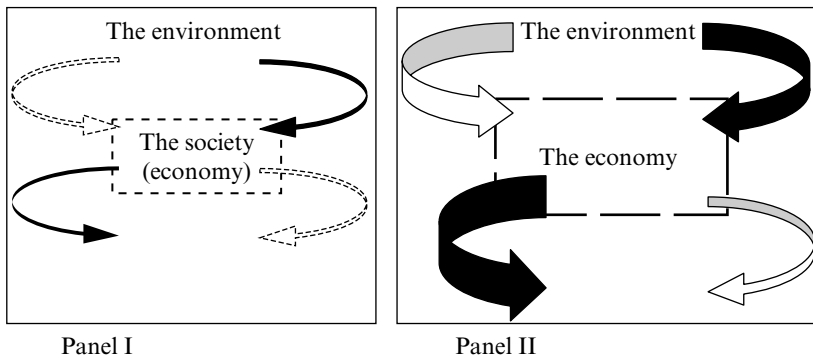 The environment
The society
(economy)
Panel I
The environment
The economy
Panel II